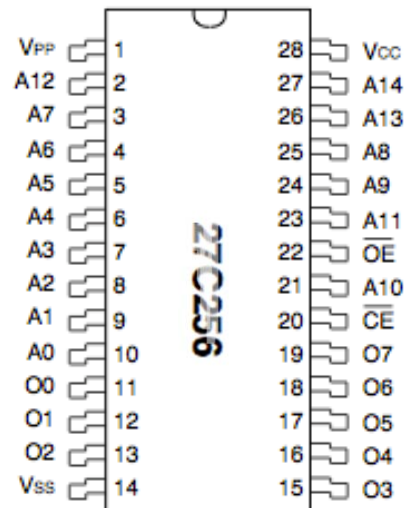 VPP 1 28 VCC
A12 2 27 A14
A7 3 26 A13
A6 4 25 A8
A5 5 24 A9
A4 6 23 A11
A3 7 22 O̅E̅
A2 8 21 A10
A1 9 20 C̅E̅
A0 10 19 O7
O0 11 18 O6
O1 12 17 O5
O2 13 16 O4
VSS 14 15 O3
27C256